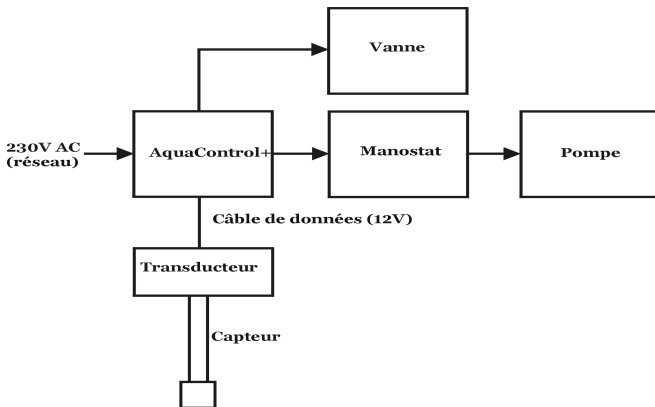 Vanne
230V AC
(réseau)
AquaControl+
Manostat
Pompe
Câble de données (12V)
Transducteur
Capteur